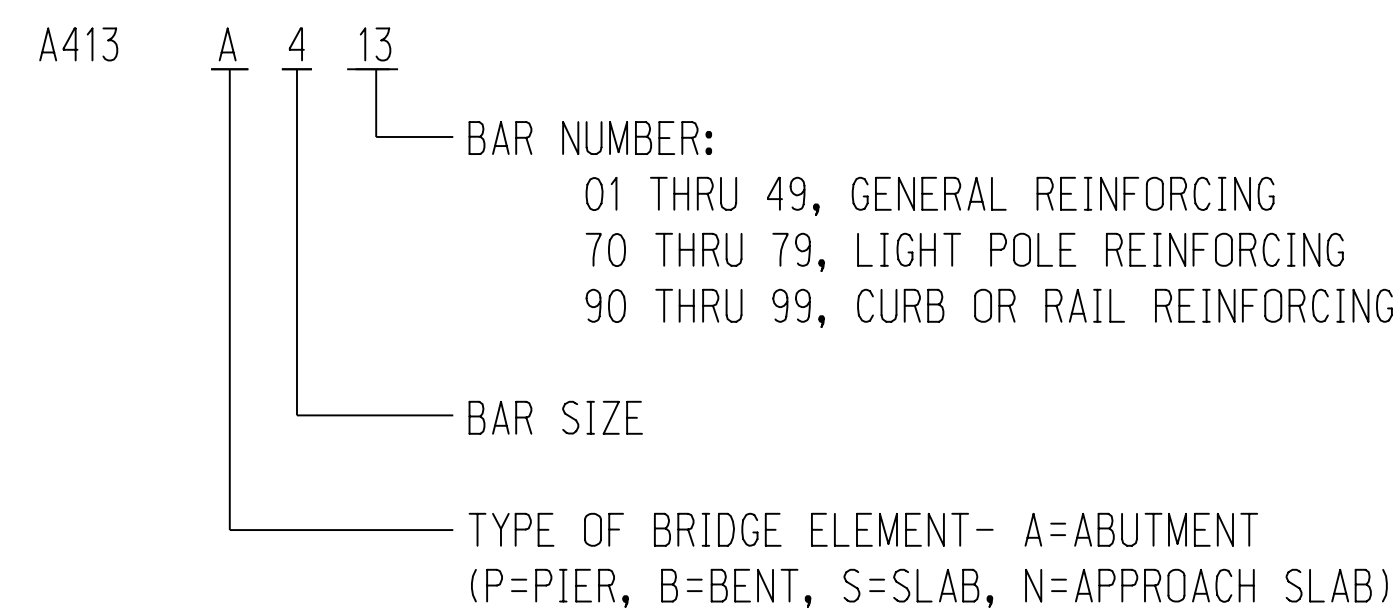 A413 A 4 13
BAR NUMBER:
01 THRU 49, GENERAL REINFORCING
70 THRU 79, LIGHT POLE REINFORCING
90 THRU 99, CURB OR RAIL REINFORCING
BAR SIZE
TYPE OF BRIDGE ELEMENT- A=ABUTMENT
(P=PIER, B=BENT, S=SLAB, N=APPROACH SLAB)